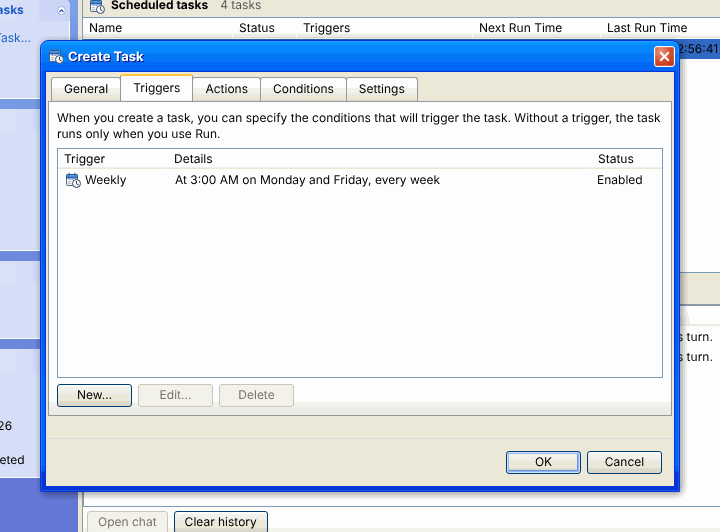 asks
Scheduled tasks 4 tasks
Name Status Triggers Next Run Time Last Run Time
Task...
2:56:41
Create Task
General Triggers Actions Conditions Settings
When you create a task, you can specify the conditions that will trigger the task. Without a trigger, the task
runs only when you use Run.
Trigger Details Status
Weekly At 3:00 AM on Monday and Friday, every week Enabled
s turn.
s turn.
New... Edit... Delete
26
eted
OK Cancel
Open chat Clear history